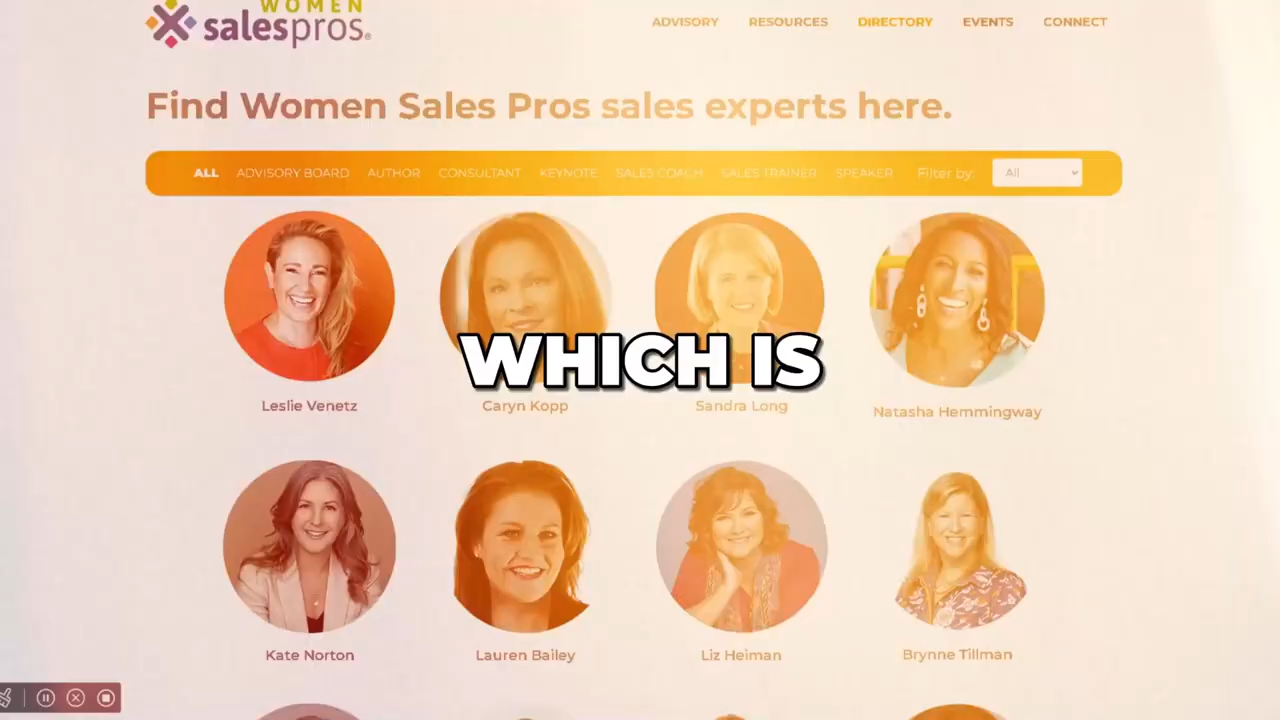 WOMEN
salespros®
ADVISORY RESOURCES DIRECTORY EVENTS CONNECT
Find Women Sales Pros sales experts here.
ALL ADVISORY BOARD AUTHOR CONSULTANT KEYNOTE SALES COACH SALES TRAINER SPEAKER Filter by: All
WHICH IS
Leslie Venetz Caryn Kopp Sandra Long Natasha Hemmingway
Kate Norton Lauren Bailey Liz Heiman Brynne Tillman